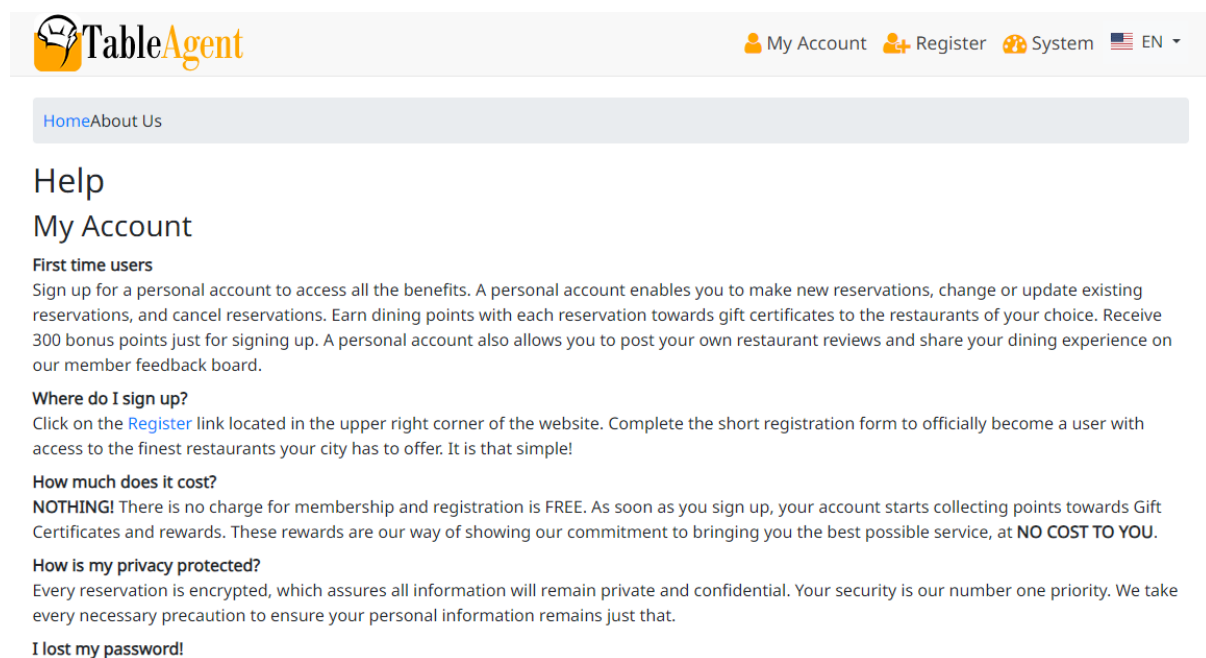 TableAgent
My Account Register System EN
HomeAbout Us
Help
My Account
First time users
Sign up for a personal account to access all the benefits. A personal account enables you to make new reservations, change or update existing
reservations, and cancel reservations. Earn dining points with each reservation towards gift certificates to the restaurants of your choice. Receive
300 bonus points just for signing up. A personal account also allows you to post your own restaurant reviews and share your dining experience on
our member feedback board.
Where do I sign up?
Click on the Register link located in the upper right corner of the website. Complete the short registration form to officially become a user with
access to the finest restaurants your city has to offer. It is that simple!
How much does it cost?
NOTHING! There is no charge for membership and registration is FREE. As soon as you sign up, your account starts collecting points towards Gift
Certificates and rewards. These rewards are our way of showing our commitment to bringing you the best possible service, at NO COST TO YOU.
How is my privacy protected?
Every reservation is encrypted, which assures all information will remain private and confidential. Your security is our number one priority. We take
every necessary precaution to ensure your personal information remains just that.
I lost my password!